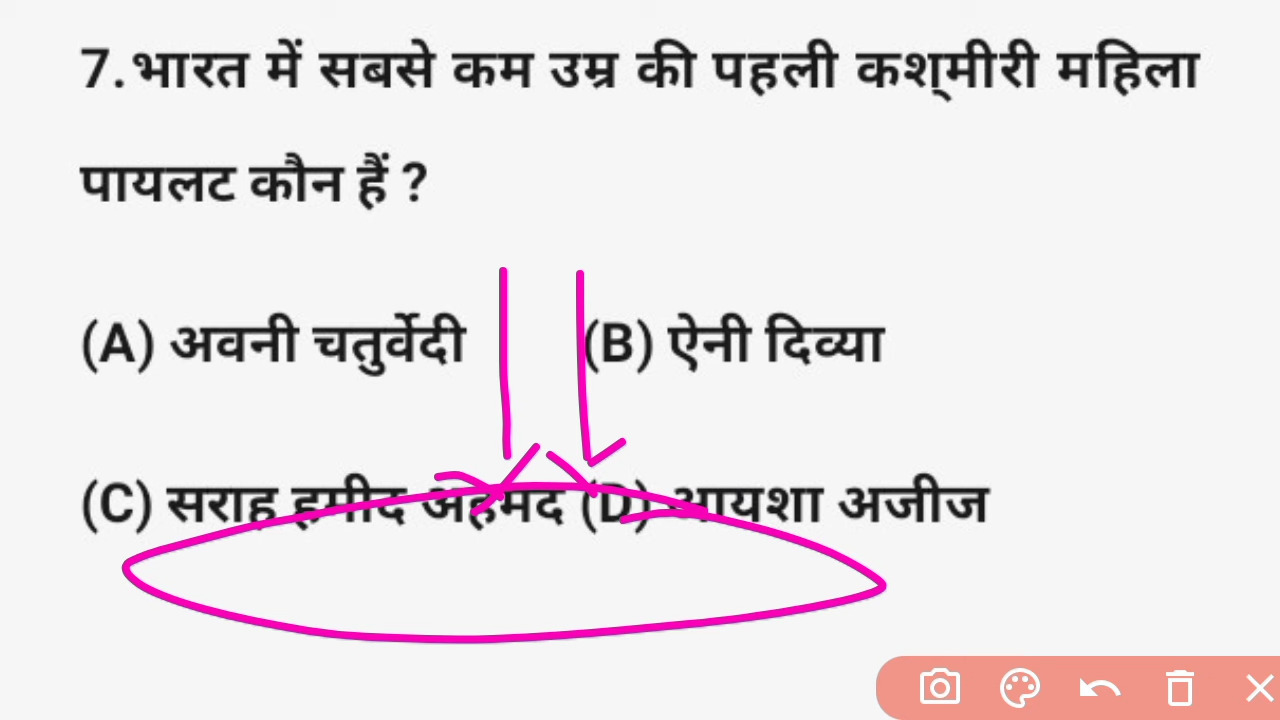 7.भारत में सबसे कम उम्र की पहली कश्मीरी महिला
पायलट कौन हैं ?
(A) अवनी चतुर्वेदी (B) ऐनी दिव्या
(C) सराह हमीद अहमद (D) आयशा अजीज